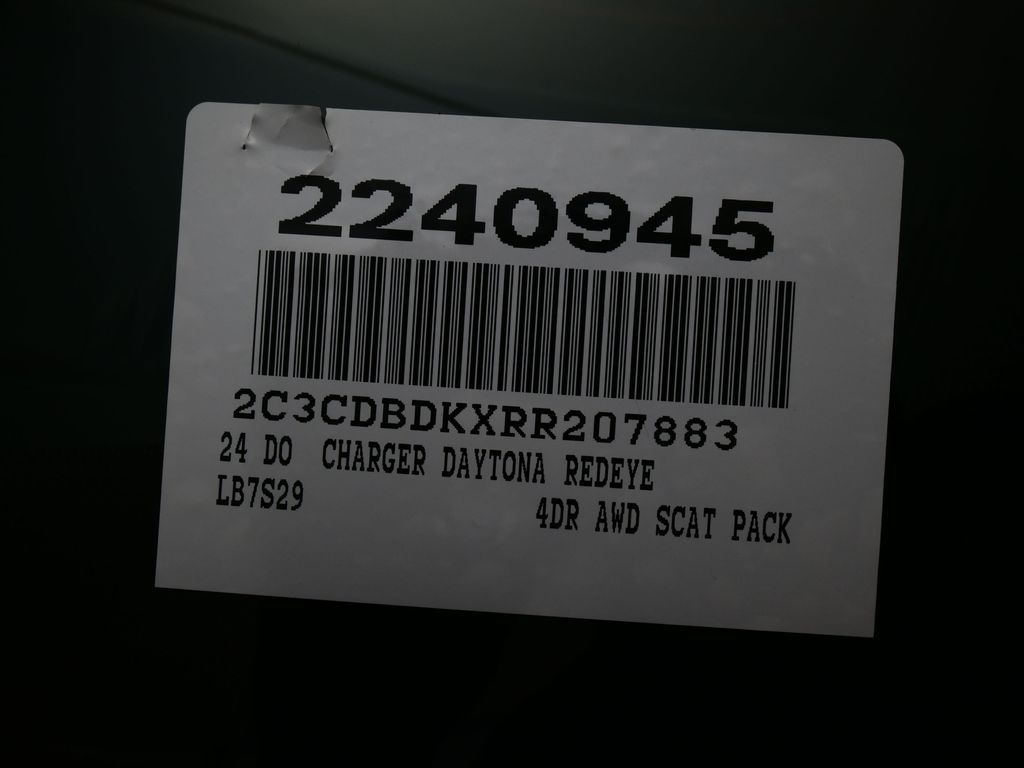 2240945
2C3CDBDKXRR207883
24 DO CHARGER DAYTONA REDEYE
LB7S29 4DR AWD SCAT PACK